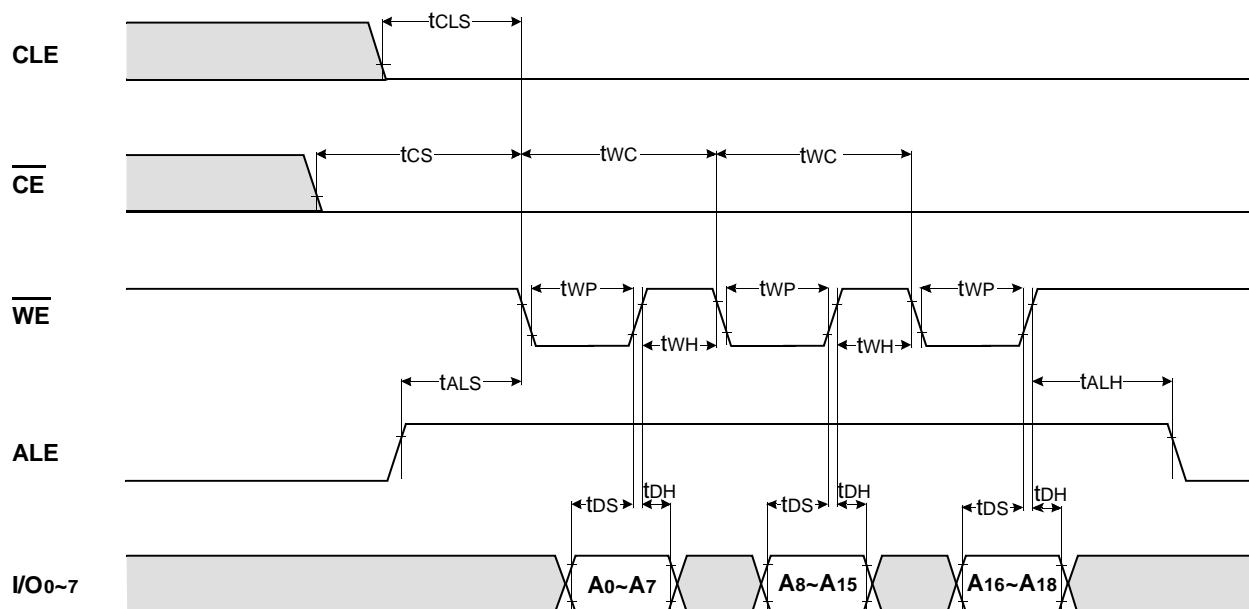 tCLS
CLE
tCS tWC tWC
CE
tWP tWP tWP
WE
tWH tWH
tALS tALH
ALE
tDS tDH tDS tDH tDS tDH
I/O0~7 A0~A7 A8~A15 A16~A18